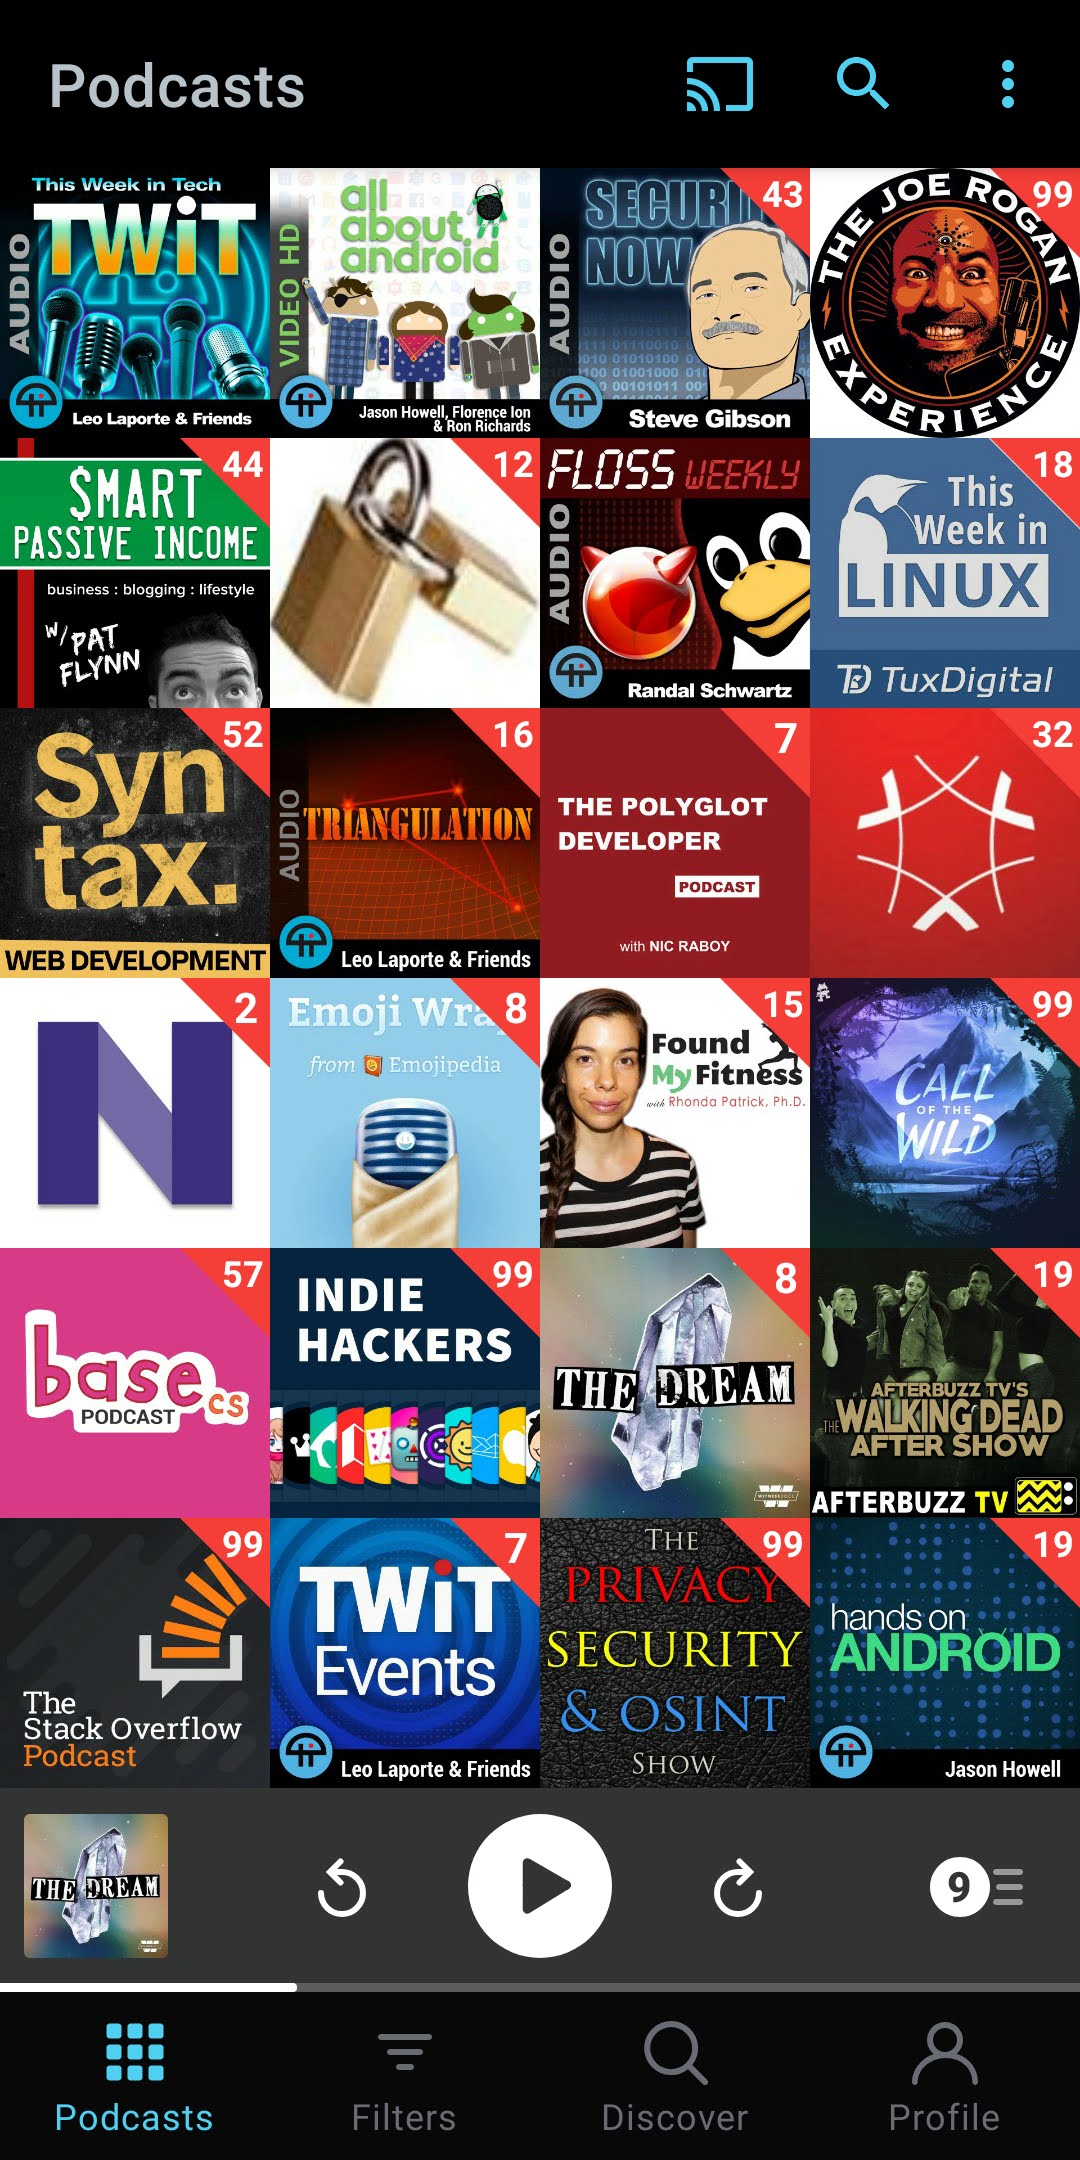 Podcasts
This Week in Tech
TWiT
AUDIO
Leo Laporte & Friends
all
about
android
VIDEO HD
Jason Howell, Florence Ion
& Ron Richards
43
SECURI
NOW
AUDIO
01010 0101011
Steve Gibson
99
THE JOE ROGAN
EXPERIENCE
44
$MART
PASSIVE INCOME
business : blogging : lifestyle
W/ PAT
FLYNN
12
FLOSS WEEKLY
AUDIO
Randal Schwartz
18
This
Week in
LINUX
TuxDigital
52
Syn
tax.
WEB DEVELOPMENT
16
AUDIO
TRIANGULATION
Leo Laporte & Friends
7
THE POLYGLOT
DEVELOPER
PODCAST
with NIC RABOY
32
2
N
8
Emoji Wrap
from Emojipedia
15
Found
My Fitness
with Rhonda Patrick, Ph.D.
99
CALL
OF THE
WILD
57
base
cs
PODCAST
99
INDIE
HACKERS
8
THE DREAM
19
AFTERBUZZ TV'S
THE WALKING DEAD
AFTER SHOW
AFTERBUZZ TV
99
The
Stack Overflow
Podcast
7
TWiT
Events
Leo Laporte & Friends
99
THE
PRIVACY
SECURITY
& OSINT
SHOW
19
hands on
ANDROID
Jason Howell
THE DREAM
9
Podcasts
Filters
Discover
Profile